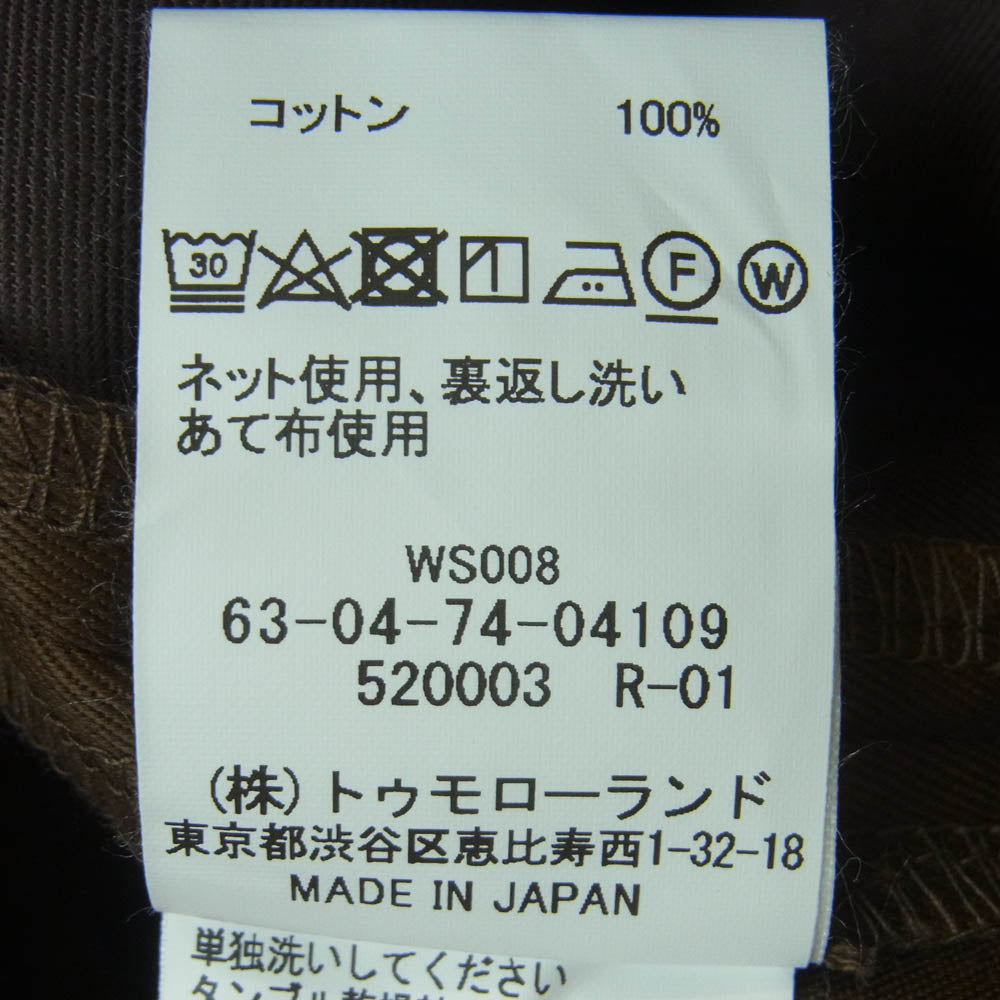 コットン 100%
30 F W
ネット使用、裏返し洗い
あて布使用
WS008
63-04-74-04109
520003 R-01
(株)トゥモローランド
東京都渋谷区恵比寿西1-32-18
MADE IN JAPAN
単独洗いしてください